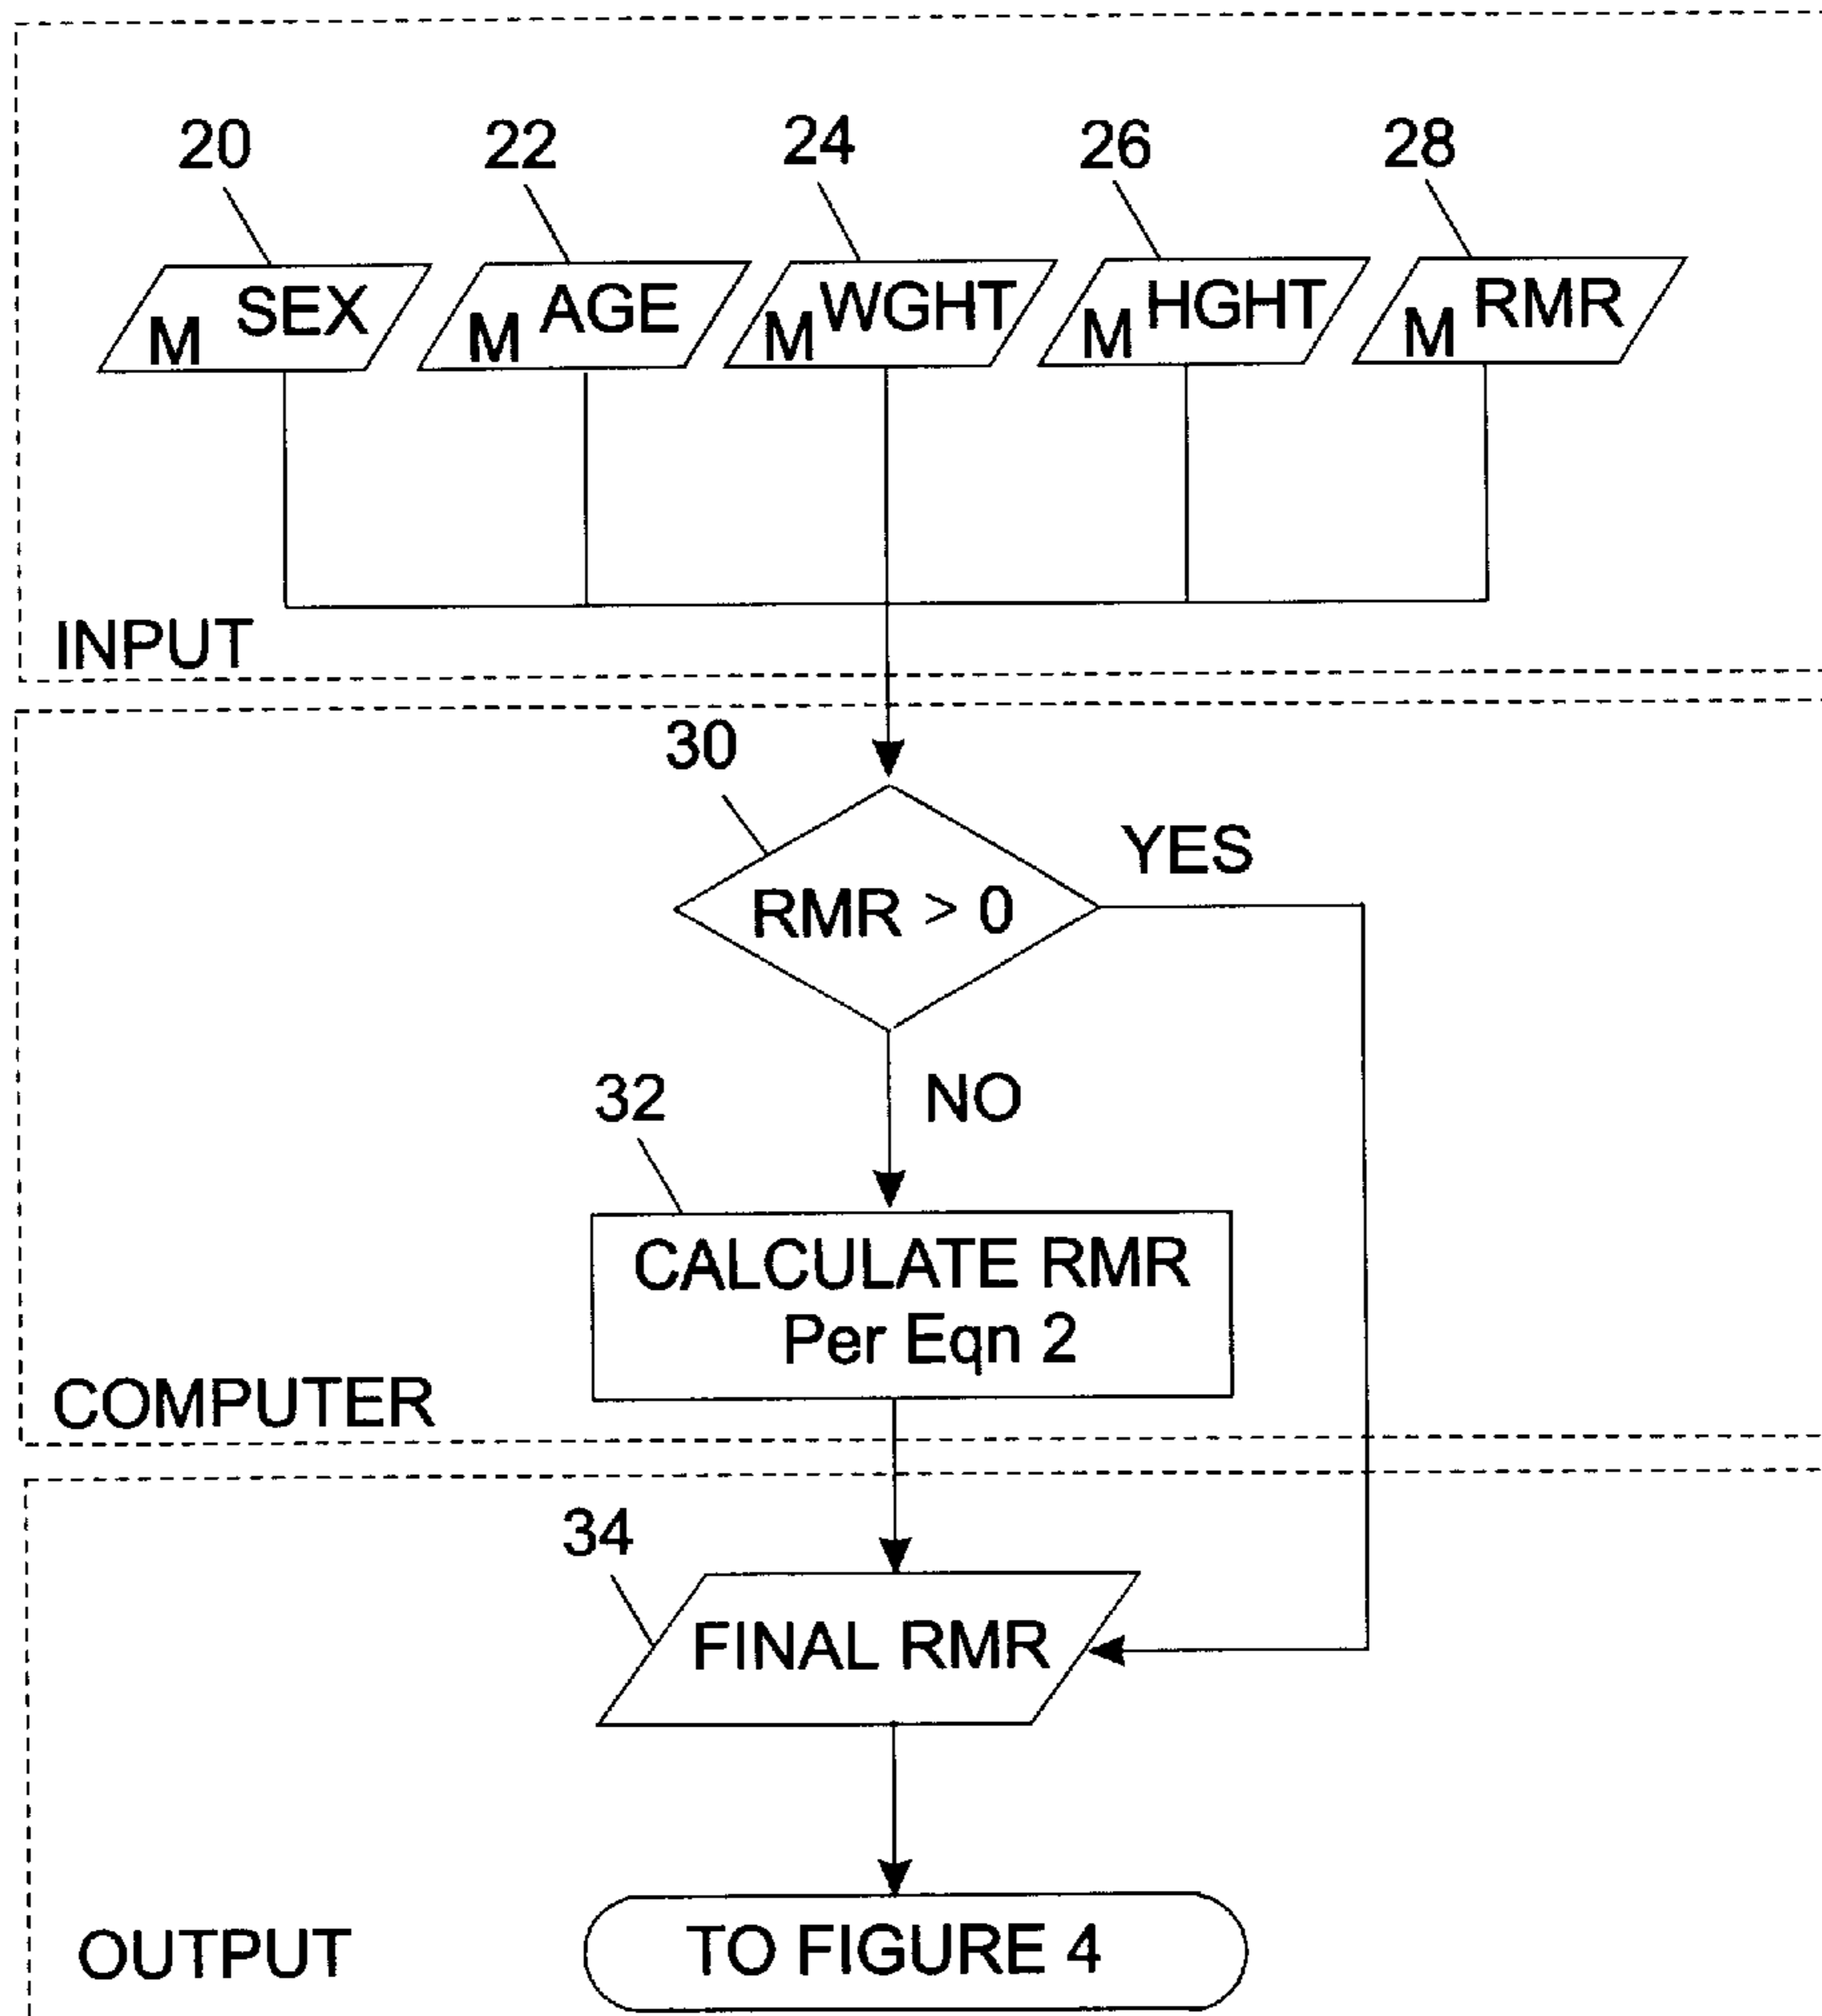 20 22 24 26 28
M SEX M AGE M WGHT M HGHT M RMR
INPUT
30
YES
RMR > 0
NO
32
CALCULATE RMR
Per Eqn 2
COMPUTER
34
FINAL RMR
TO FIGURE 4
OUTPUT